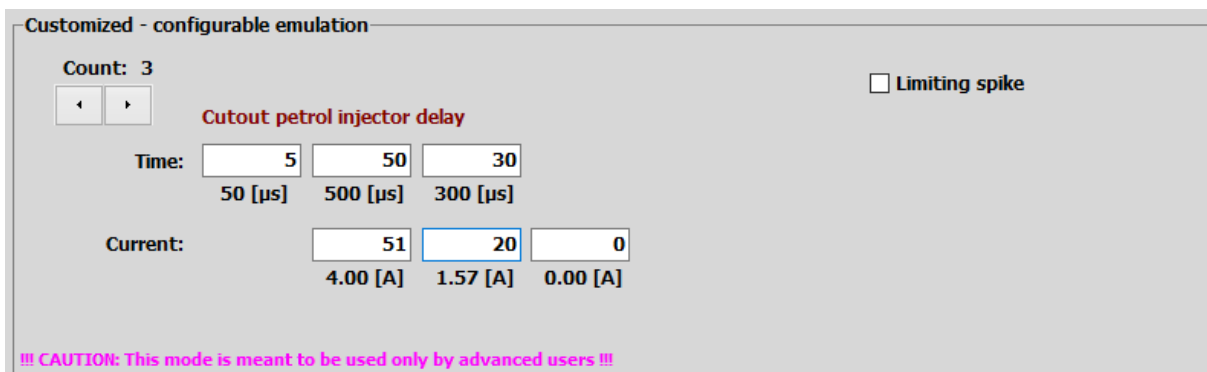 Customized - configurable emulation
Count: 3
Limiting spike
Cutout petrol injector delay
Time: 5 50 30
50 [µs] 500 [µs] 300 [µs]
Current: 51 20 0
4.00 [A] 1.57 [A] 0.00 [A]
!!! CAUTION: This mode is meant to be used only by advanced users !!!